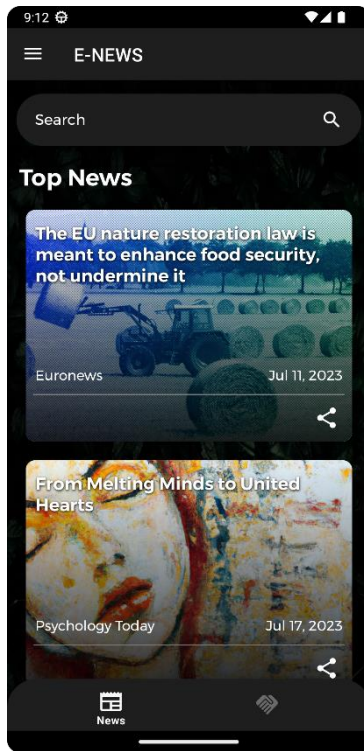 9:12
E-NEWS
Search
Top News
The EU nature restoration law is
meant to enhance food security,
not undermine it
Euronews Jul 11, 2023
From Melting Minds to United
Hearts
Psychology Today Jul 17, 2023
News